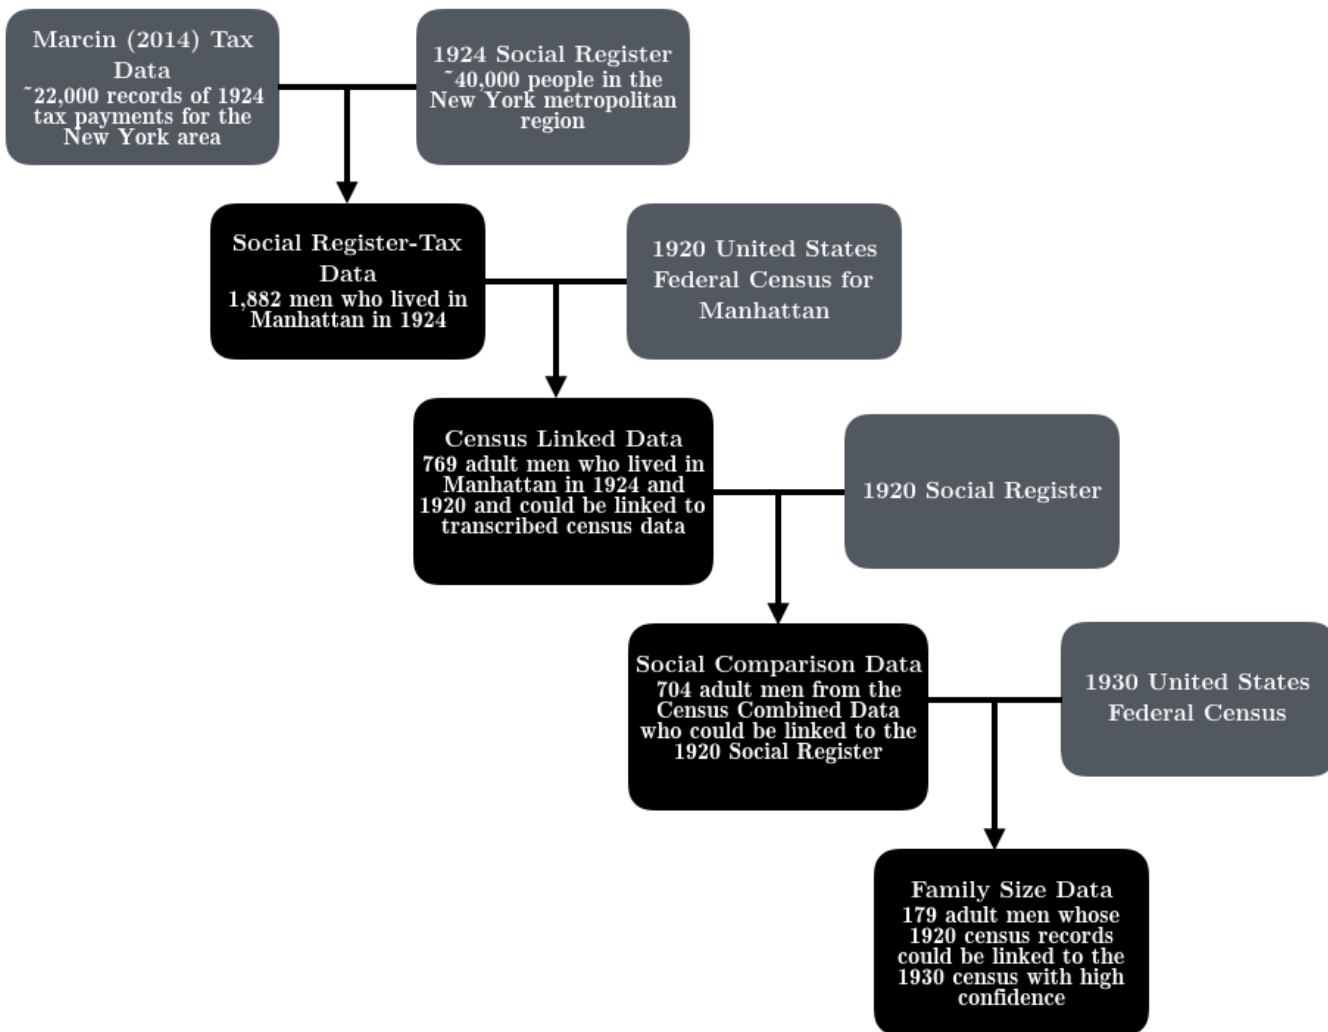 Marcin (2014) Tax
Data
~22,000 records of 1924
tax payments for the
New York area
1924 Social Register
~40,000 people in the
New York metropolitan
region
Social Register-Tax
Data
1,882 men who lived in
Manhattan in 1924
1920 United States
Federal Census for
Manhattan
Census Linked Data
769 adult men who lived in
Manhattan in 1924 and
1920 and could be linked to
transcribed census data
1920 Social Register
Social Comparison Data
704 adult men from the
Census Combined Data
who could be linked to the
1920 Social Register
1930 United States
Federal Census
Family Size Data
179 adult men whose
1920 census records
could be linked to the
1930 census with high
confidence